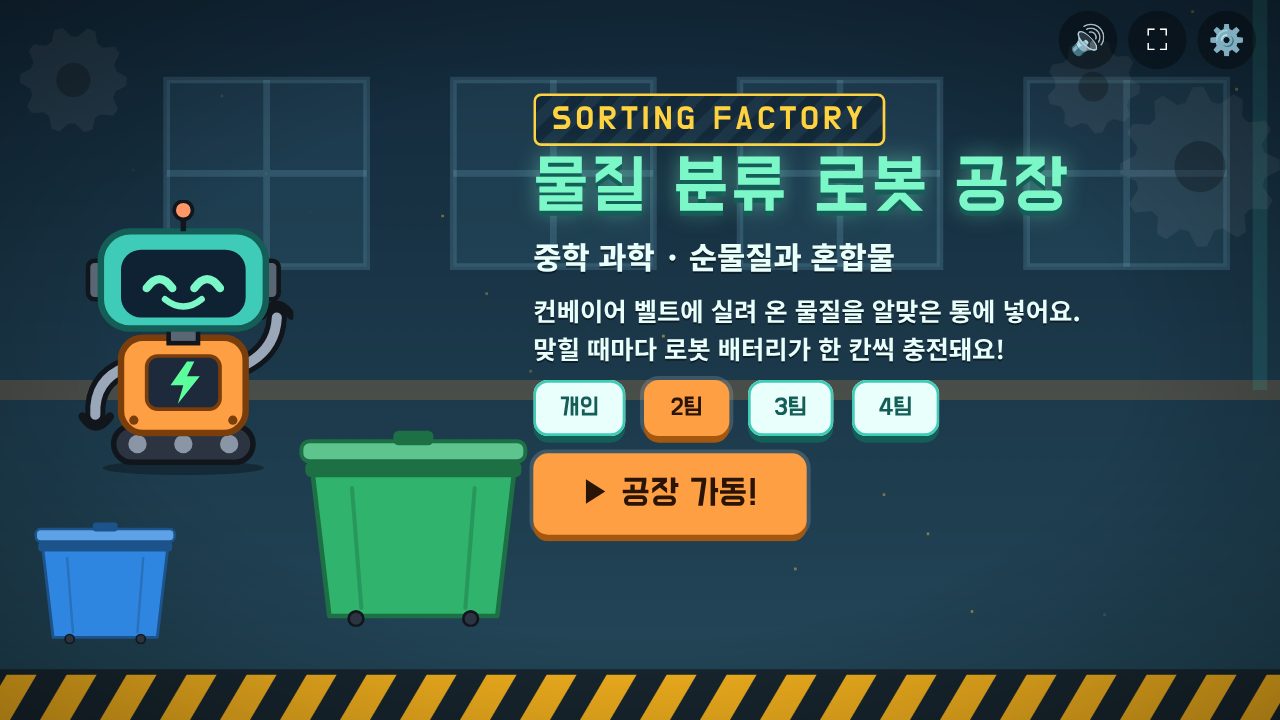 SORTING FACTORY
물질 분류 로봇 공장
중학 과학 · 순물질과 혼합물
컨베이어 벨트에 실려 온 물질을 알맞은 통에 넣어요.
맞힐 때마다 로봇 배터리가 한 칸씩 충전돼요!
개인 2팀 3팀 4팀
▶ 공장 가동!